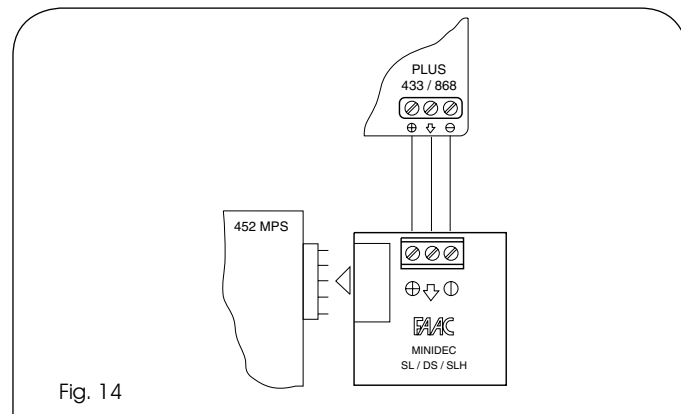 PLUS
433 / 868
452 MPS
FAAC
MINIDEC
SL / DS / SLH
Fig. 14